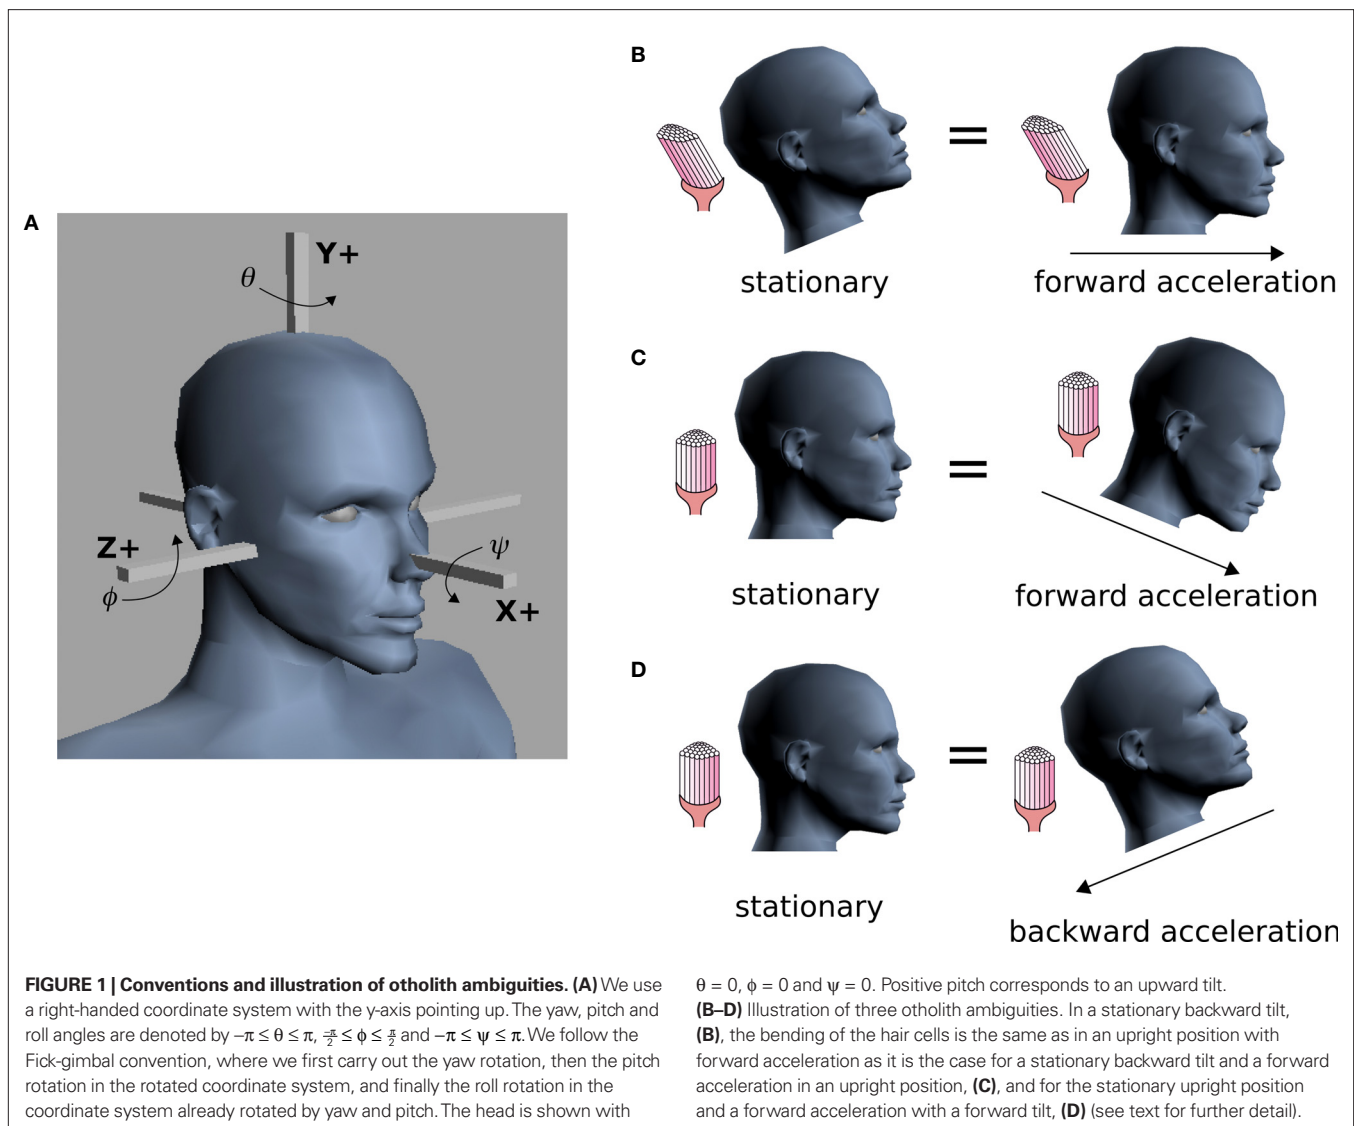 A
Y+
θ
Z+
ϕ
ψ
X+
B
=
stationary
forward acceleration
C
=
stationary
forward acceleration
D
=
stationary
backward acceleration
FIGURE 1 | Conventions and illustration of otholith ambiguities. (A) We use
a right-handed coordinate system with the y-axis pointing up. The yaw, pitch and
roll angles are denoted by −π ≤ θ ≤ π, −π/2 ≤ ϕ ≤ π/2 and −π ≤ ψ ≤ π. We follow the
Fick-gimbal convention, where we first carry out the yaw rotation, then the pitch
rotation in the rotated coordinate system, and finally the roll rotation in the
coordinate system already rotated by yaw and pitch. The head is shown with
θ = 0, ϕ = 0 and ψ = 0. Positive pitch corresponds to an upward tilt.
(B–D) Illustration of three otolith ambiguities. In a stationary backward tilt,
(B), the bending of the hair cells is the same as in an upright position with
forward acceleration as it is the case for a stationary backward tilt and a forward
acceleration in an upright position, (C), and for the stationary upright position
and a forward acceleration with a forward tilt, (D) (see text for further detail).